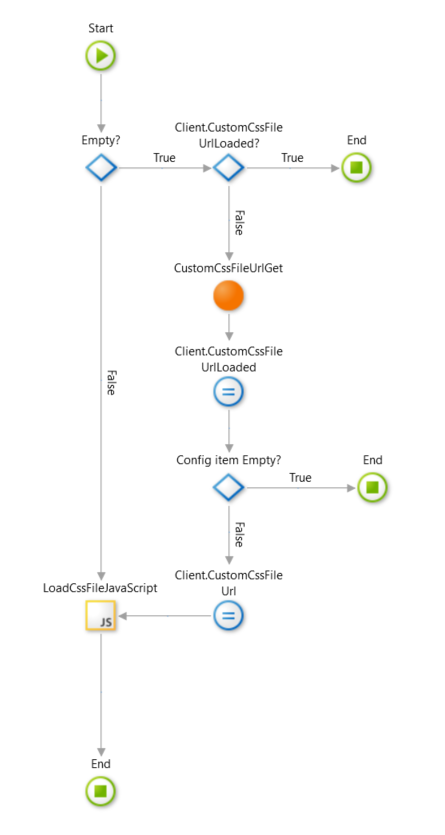 Start
Empty?
True
Client.CustomCssFile
UrlLoaded?
True
End
False
CustomCssFileUrlGet
Client.CustomCssFile
UrlLoaded
False
Config item Empty?
True
End
False
Client.CustomCssFile
Url
LoadCssFileJavaScript
JS
End